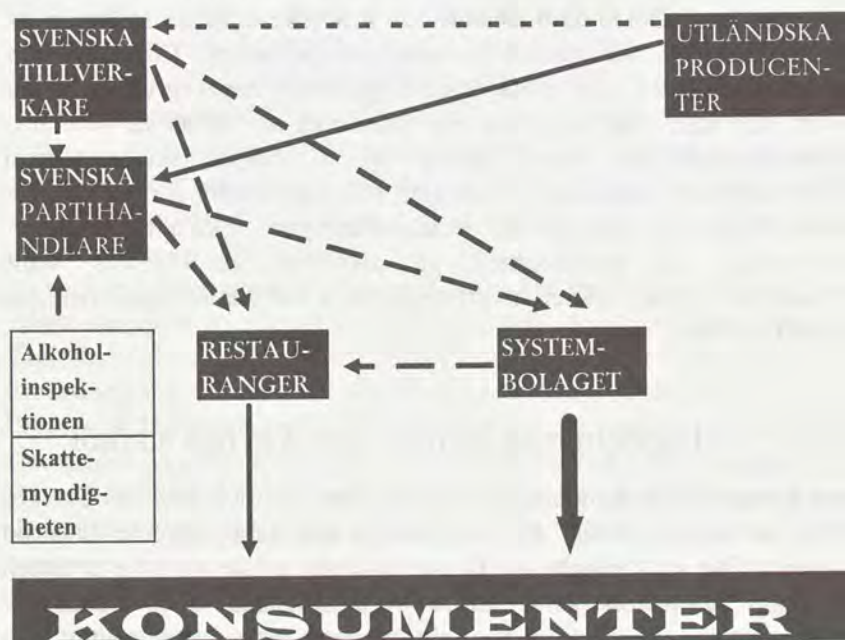 SVENSKA
TILLVER-
KARE
UTLÄNDSKA
PRODUCEN-
TER
SVENSKA
PARTIHA-
NDLARE
Alkohol-
inspek-
tionen
Skatte-
myndig-
heten
RESTAU-
RANGER
SYSTEM-
BOLAGET
KONSUMENTER